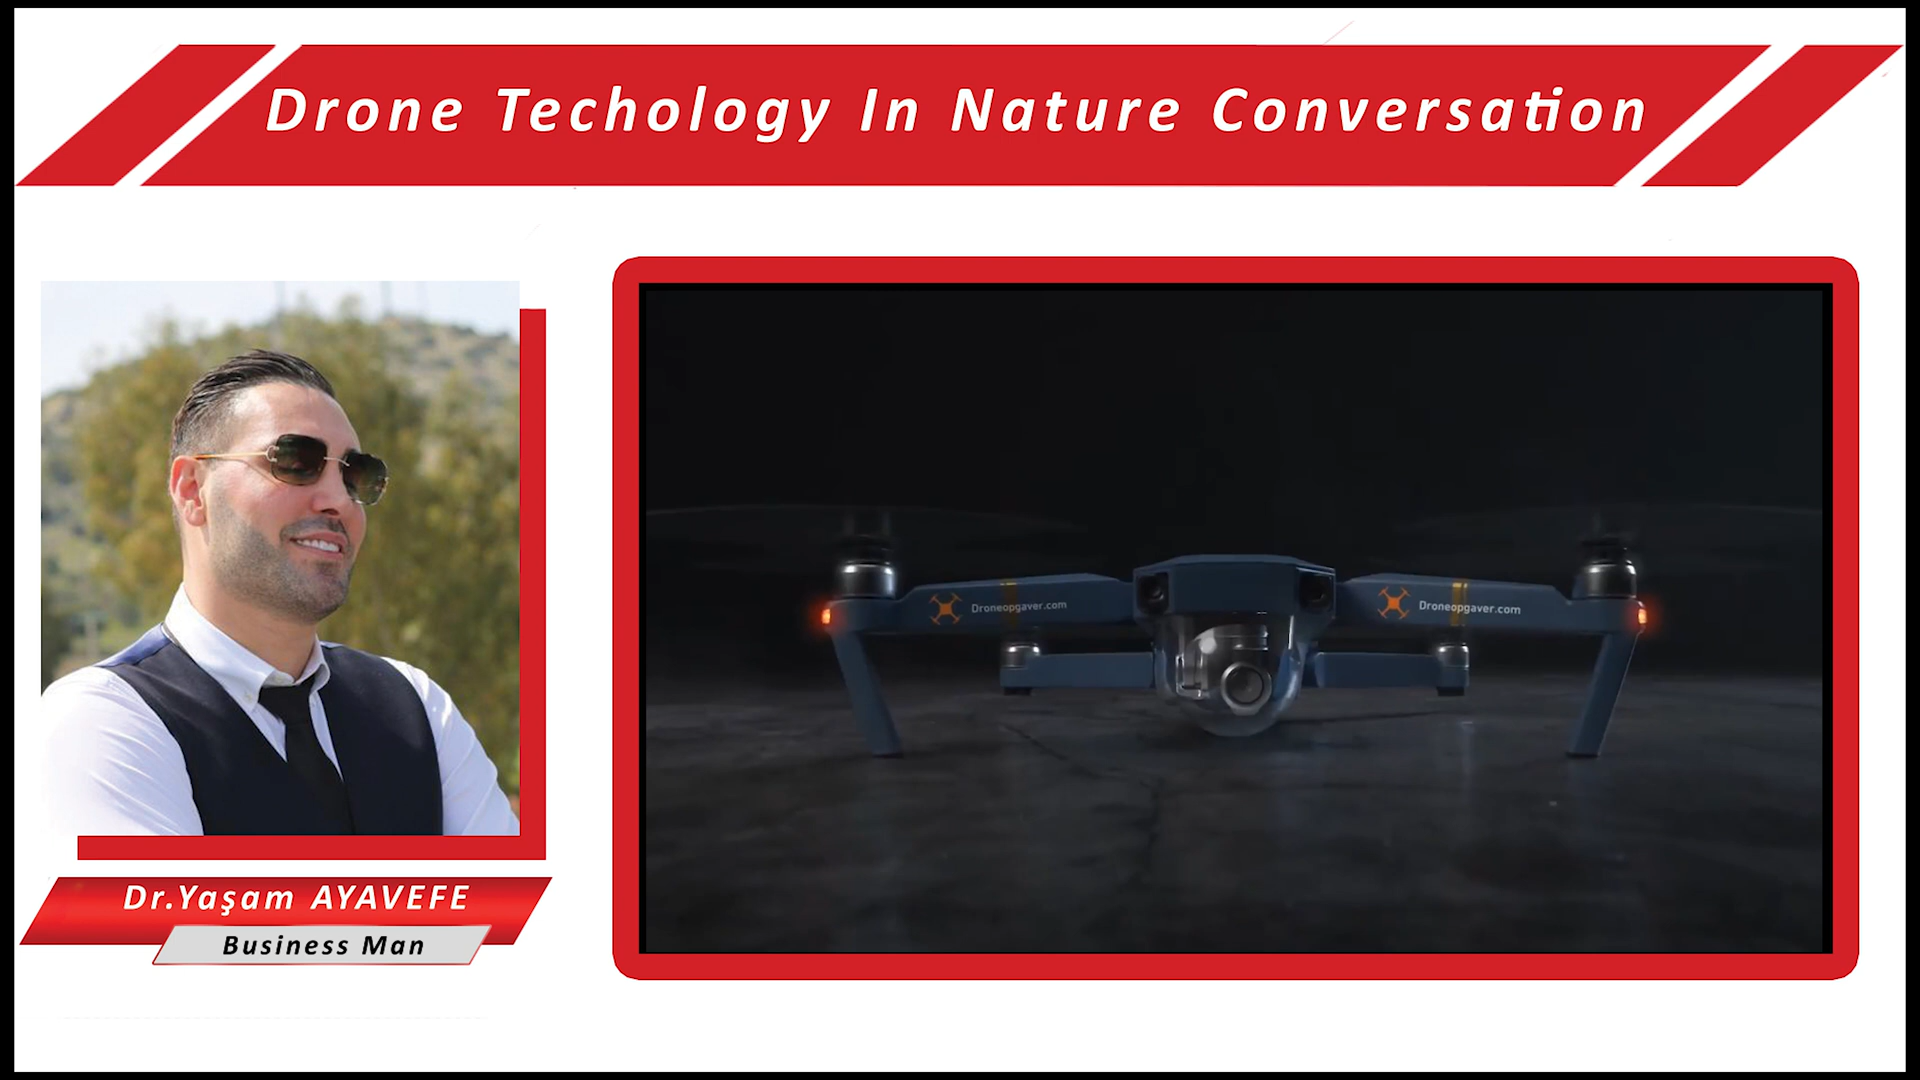 Drone Techology In Nature Conversation
Droneopgaver.com
Droneopgaver.com
Dr.Yaşam AYAVEFE
Business Man